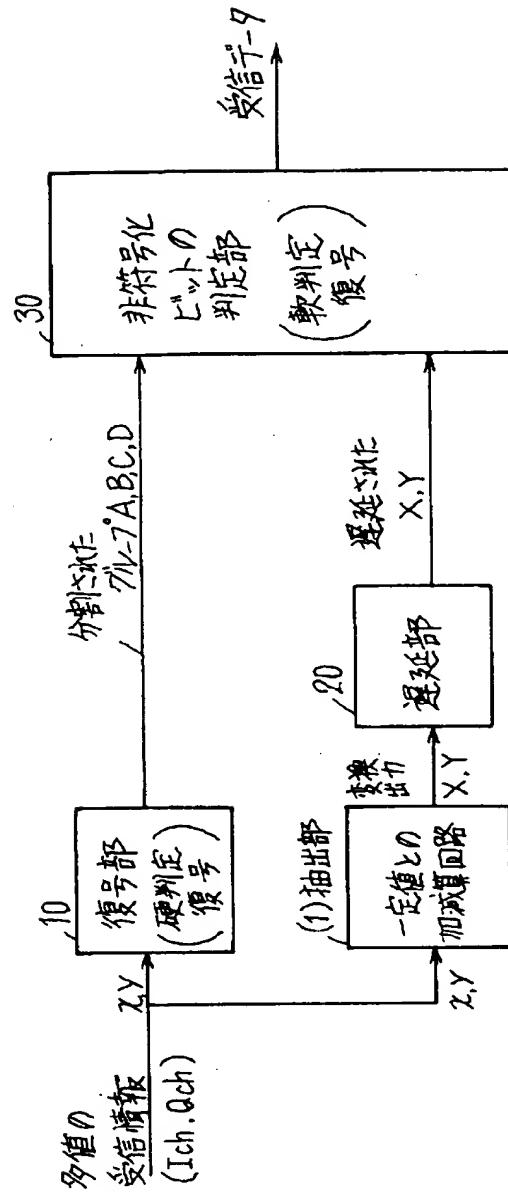 多値の
受信情報
(Ich, Qch)
x,Y
10
復号部
(硬判定
復号)
分割された
グループA,B,C,D
x,Y
(1)抽出部
一定値との
加減算回路
変換
出力
X,Y
20
遅延部
遅延された
X,Y
30
非符号化
ビットの
判定部
(軟判定
復号)
受信データ